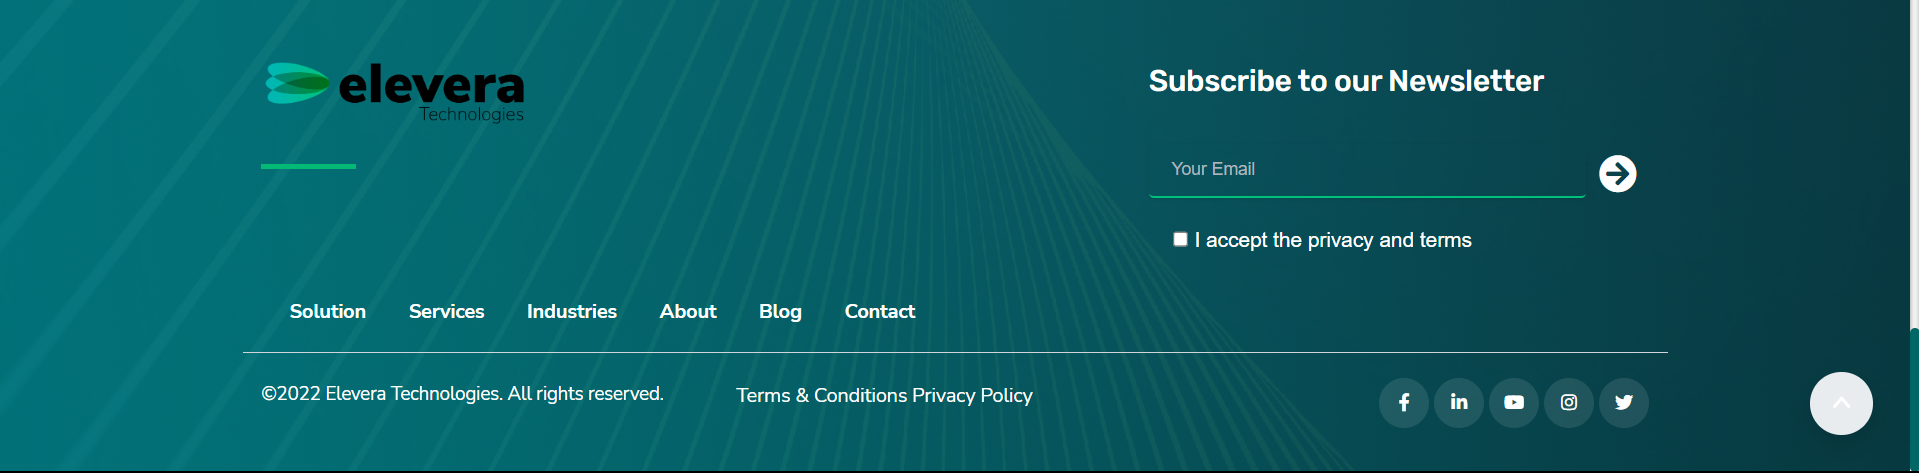 elevera
Technologies
Subscribe to our Newsletter
Your Email
I accept the privacy and terms
Solution Services Industries About Blog Contact
©2022 Elevera Technologies. All rights reserved. Terms & Conditions Privacy Policy